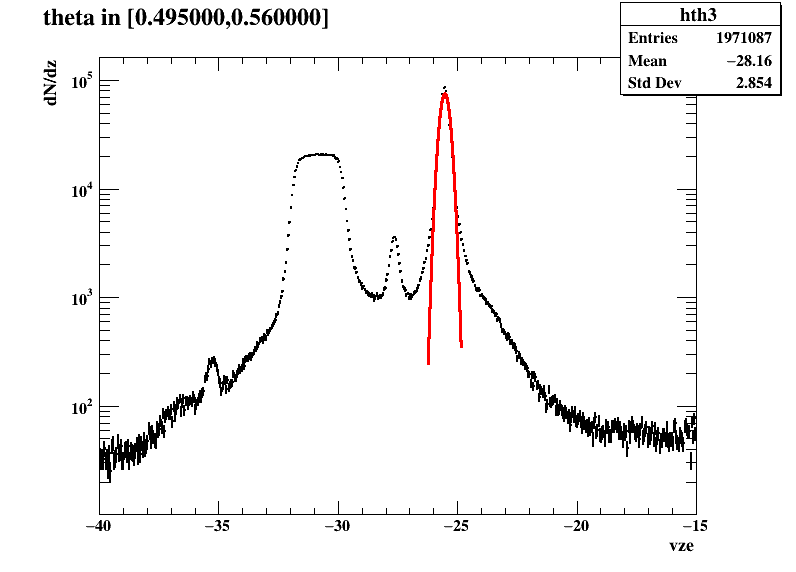 theta in [0.495000,0.560000]
hth3
Entries 1971087
Mean −28.16
Std Dev 2.854
dN/dz
10^5
10^4
10^3
10^2
−40 −35 −30 −25 −20 −15
vze